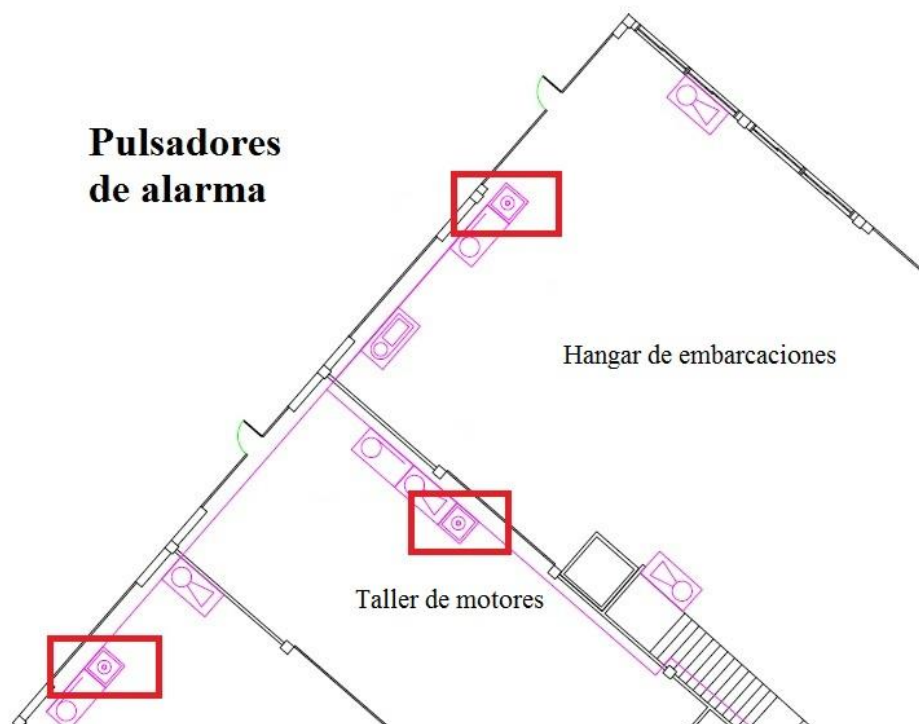 Pulsadores
de alarma
Hangar de embarcaciones
Taller de motores